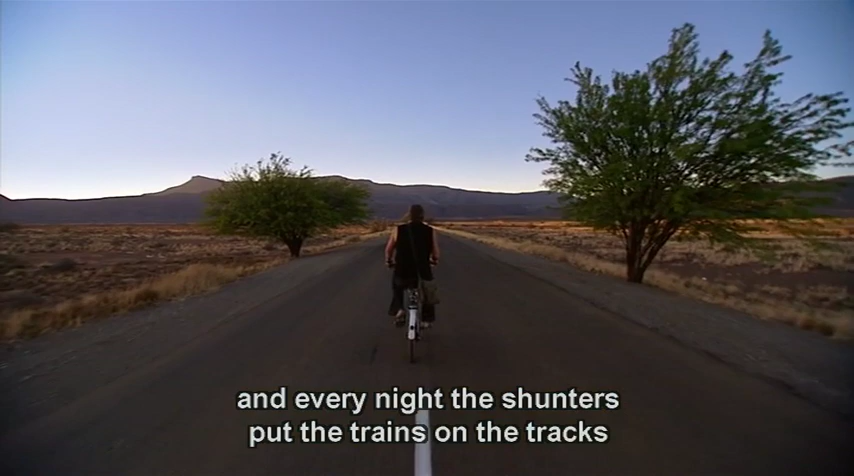 and every night the shunters
put the trains on the tracks